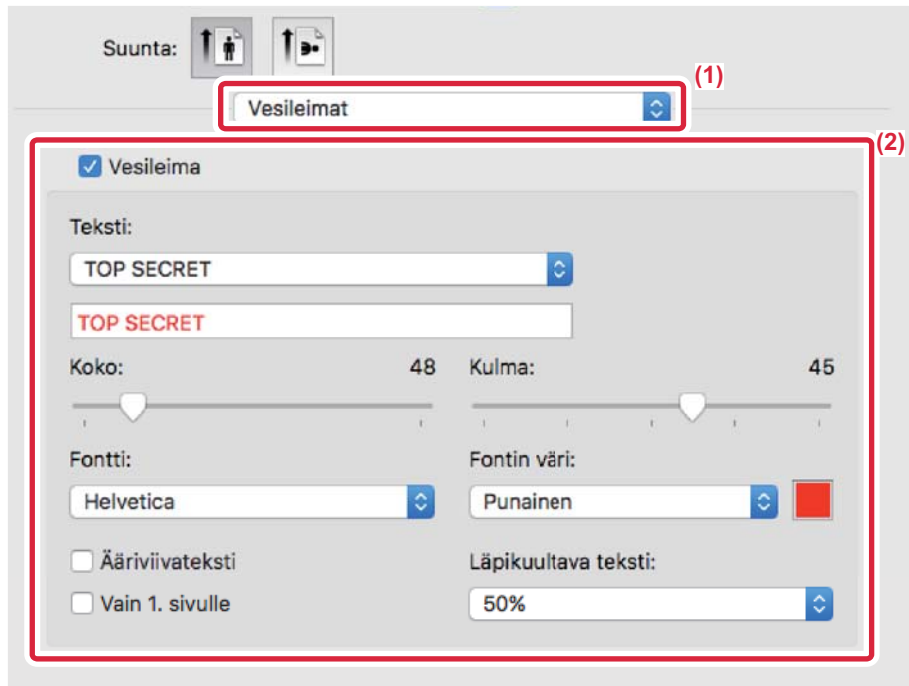 Suunta:
(1)
Vesileimat
(2)
Vesileima
Teksti:
TOP SECRET
TOP SECRET
Koko: 48 Kulma: 45
Fontti: Fontin väri:
Helvetica Punainen
Ääriviivateksti Läpikuultava teksti:
Vain 1. sivulle 50%